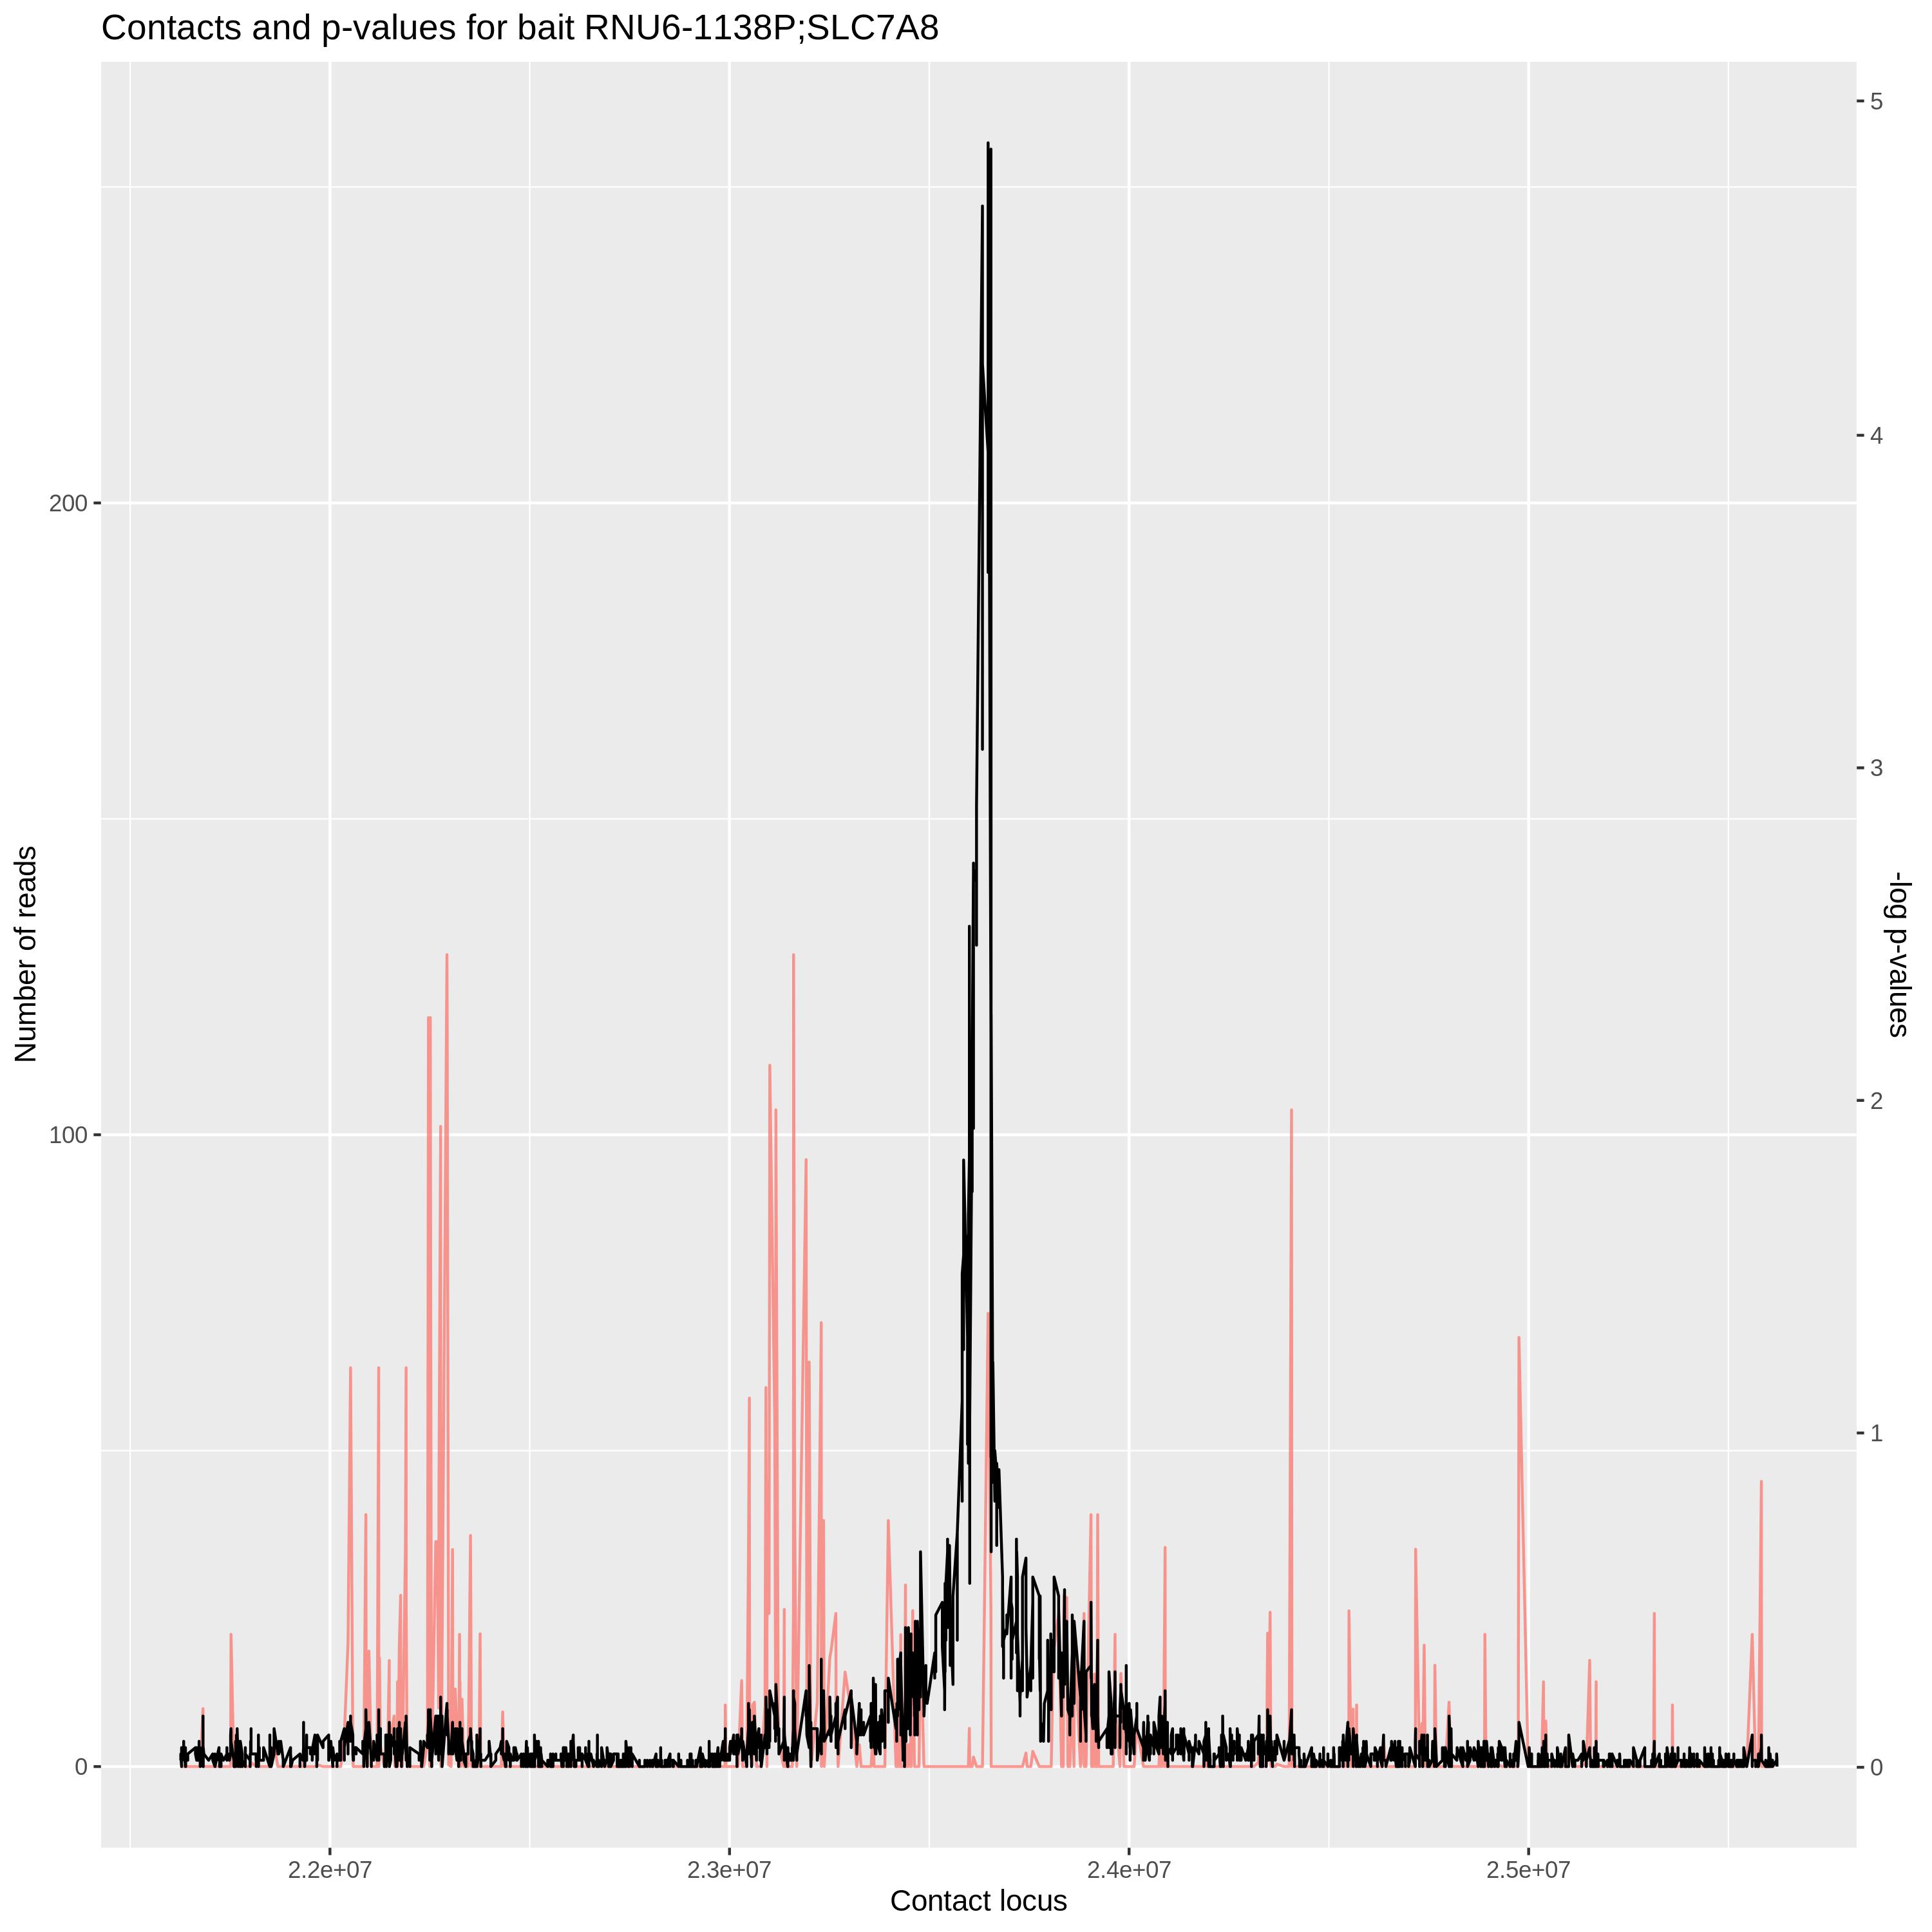 Contacts and p-values for bait RNU6-1138P;SLC7A8
5
4
200
3
Number of reads
-log p-values
100
2
1
0
0
2.2e+07
2.3e+07
2.4e+07
2.5e+07
Contact locus